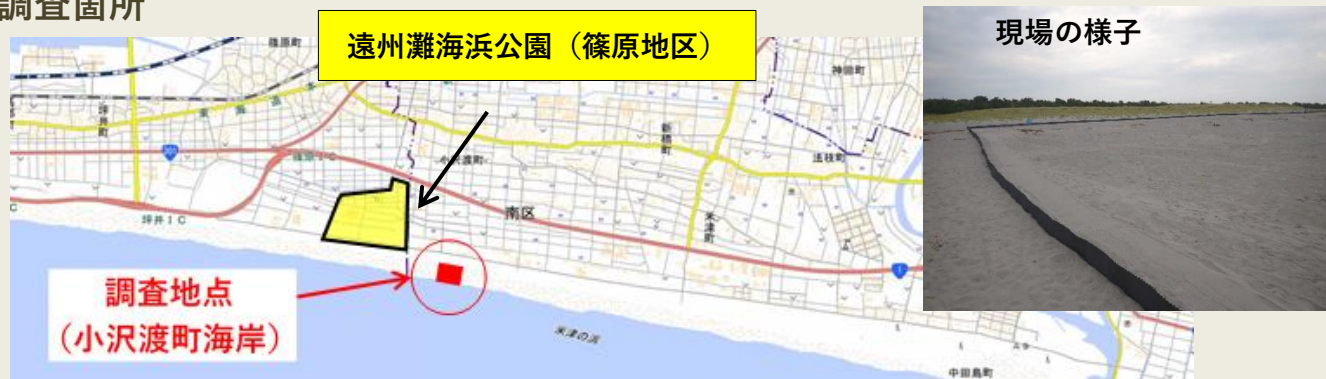 調査箇所
遠州灘海浜公園（篠原地区）
現場の様子
篠原町
神田町
坪井町
新橋町
法枝町
301
篠原IC
小沢渡町
坪井IC
南区
米津町
1
調査地点
（小沢渡町海岸）
米津の浜
中田島町